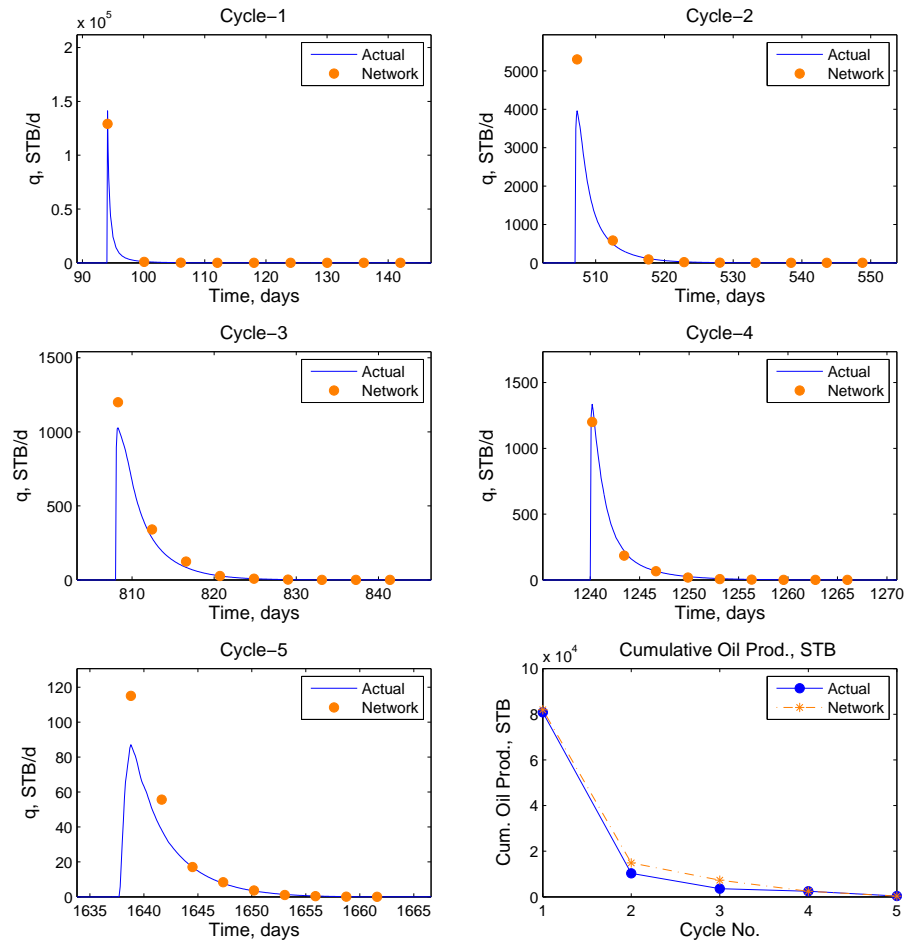 Cycle−1
x 10^5
2
1.5
1
0.5
0
90 100 110 120 130 140
q, STB/d
Time, days
Actual
Network
Cycle−2
5000
4000
3000
2000
1000
0
510 520 530 540 550
q, STB/d
Time, days
Actual
Network
Cycle−3
1500
1000
500
0
810 820 830 840
q, STB/d
Time, days
Actual
Network
Cycle−4
1500
1000
500
0
1240 1245 1250 1255 1260 1265 1270
q, STB/d
Time, days
Actual
Network
Cycle−5
120
100
80
60
40
20
0
1635 1640 1645 1650 1655 1660 1665
q, STB/d
Time, days
Actual
Network
Cumulative Oil Prod., STB
x 10^4
10
8
6
4
2
0
1 2 3 4 5
Cum. Oil Prod., STB
Cycle No.
Actual
Network